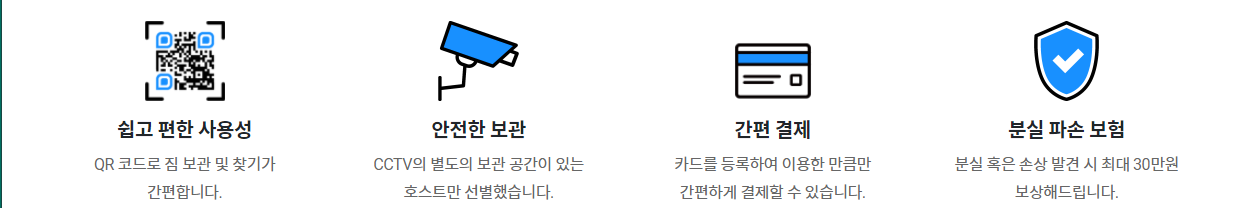 쉽고 편한 사용성
QR 코드로 짐 보관 및 찾기가
간편합니다.
안전한 보관
CCTV의 별도의 보관 공간이 있는
호스트만 선별했습니다.
간편 결제
카드를 등록하여 이용한 만큼만
간편하게 결제할 수 있습니다.
분실 파손 보험
분실 혹은 손상 발견 시 최대 30만원
보상해드립니다.